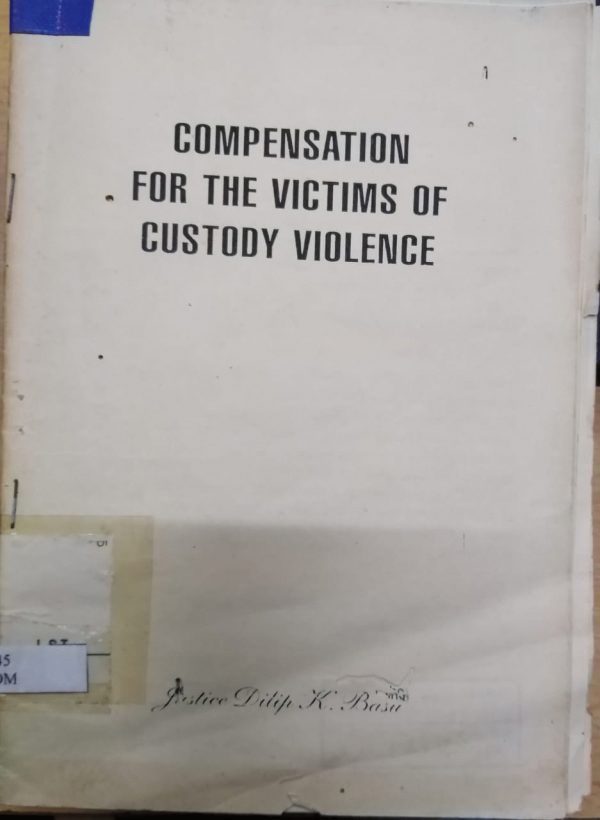 COMPENSATION
FOR THE VICTIMS OF
CUSTODY VIOLENCE
Justice Dilip K. Basu